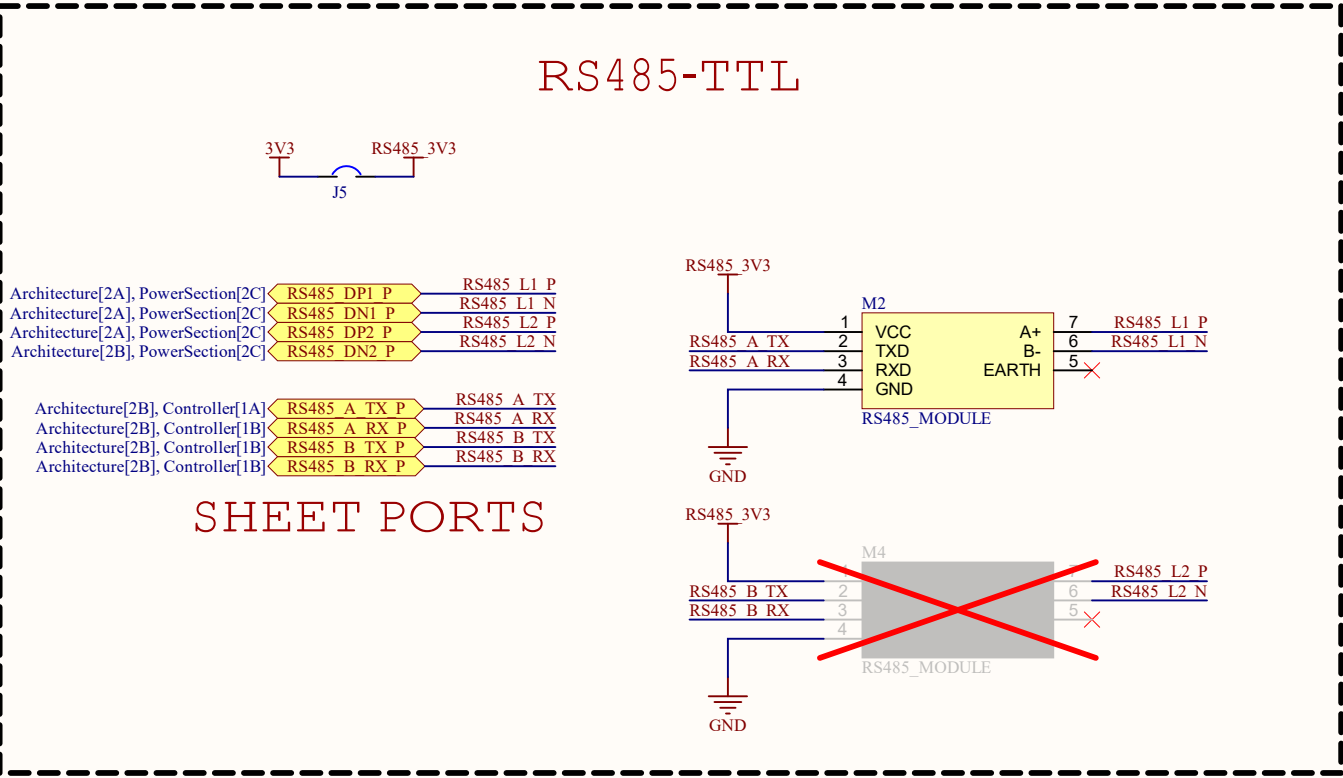 RS485-TTL
3V3
RS485_3V3
J5
Architecture[2A], PowerSection[2C] RS485_DP1_P RS485_L1_P
Architecture[2A], PowerSection[2C] RS485_DN1_P RS485_L1_N
Architecture[2A], PowerSection[2C] RS485_DP2_P RS485_L2_P
Architecture[2B], PowerSection[2C] RS485_DN2_P RS485_L2_N
Architecture[2B], Controller[1A] RS485_A_TX_P RS485_A_TX
Architecture[2B], Controller[1B] RS485_A_RX_P RS485_A_RX
Architecture[2B], Controller[1B] RS485_B_TX_P RS485_B_TX
Architecture[2B], Controller[1B] RS485_B_RX_P RS485_B_RX
SHEET PORTS
RS485_3V3
M2
1 VCC A+ 7 RS485_L1_P
RS485_A_TX 2 TXD B- 6 RS485_L1_N
RS485_A_RX 3 RXD EARTH 5
4 GND
RS485_MODULE
GND
RS485_3V3
M4
1 7 RS485_L2_P
RS485_B_TX 2 6 RS485_L2_N
RS485_B_RX 3 5
4
RS485_MODULE
GND